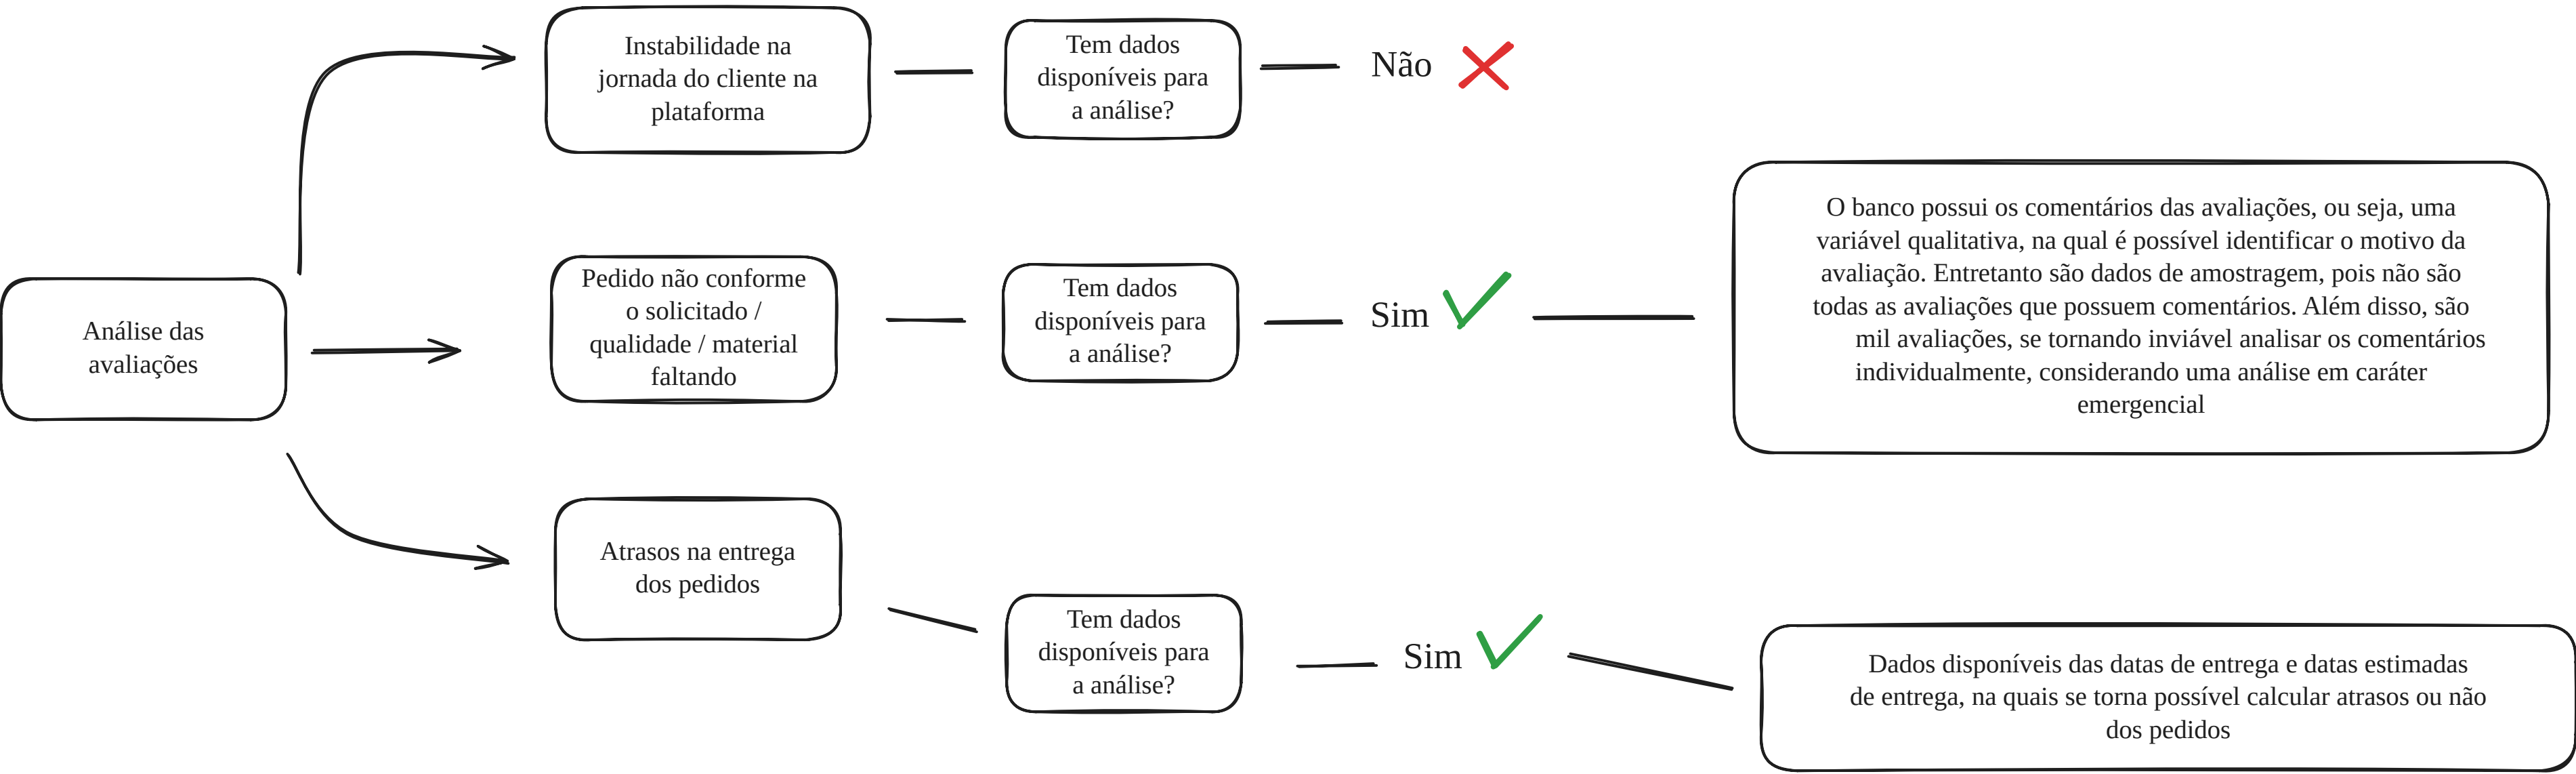 Instabilidade na
jornada do cliente na
plataforma
Tem dados
disponíveis para
a análise?
Não
Análise das
avaliações
Pedido não conforme
o solicitado /
qualidade / material
faltando
Tem dados
disponíveis para
a análise?
Sim
O banco possui os comentários das avaliações, ou seja, uma
variável qualitativa, na qual é possível identificar o motivo da
avaliação. Entretanto são dados de amostragem, pois não são
todas as avaliações que possuem comentários. Além disso, são
mil avaliações, se tornando inviável analisar os comentários
individualmente, considerando uma análise em caráter
emergencial
Atrasos na entrega
dos pedidos
Tem dados
disponíveis para
a análise?
Sim
Dados disponíveis das datas de entrega e datas estimadas
de entrega, na quais se torna possível calcular atrasos ou não
dos pedidos